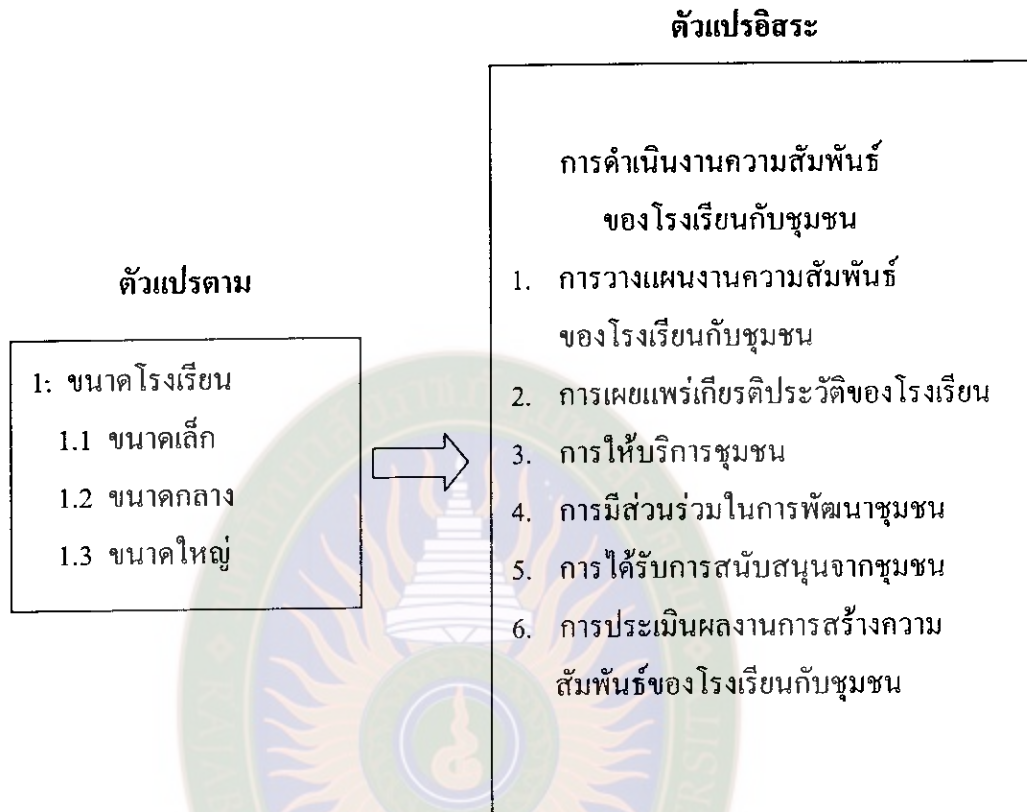 ตัวแปรอิสระ
การดำเนินงานความสัมพันธ์
ของโรงเรียนกับชุมชน
1. การวางแผนงานความสัมพันธ์
ของโรงเรียนกับชุมชน
2. การเผยแพร่เกียรติประวัติของโรงเรียน
3. การให้บริการชุมชน
4. การมีส่วนร่วมในการพัฒนาชุมชน
5. การได้รับการสนับสนุนจากชุมชน
6. การประเมินผลงานการสร้างความ
สัมพันธ์ของโรงเรียนกับชุมชน
ตัวแปรตาม
1: ขนาดโรงเรียน
1.1 ขนาดเล็ก
1.2 ขนาดกลาง
1.3 ขนาดใหญ่